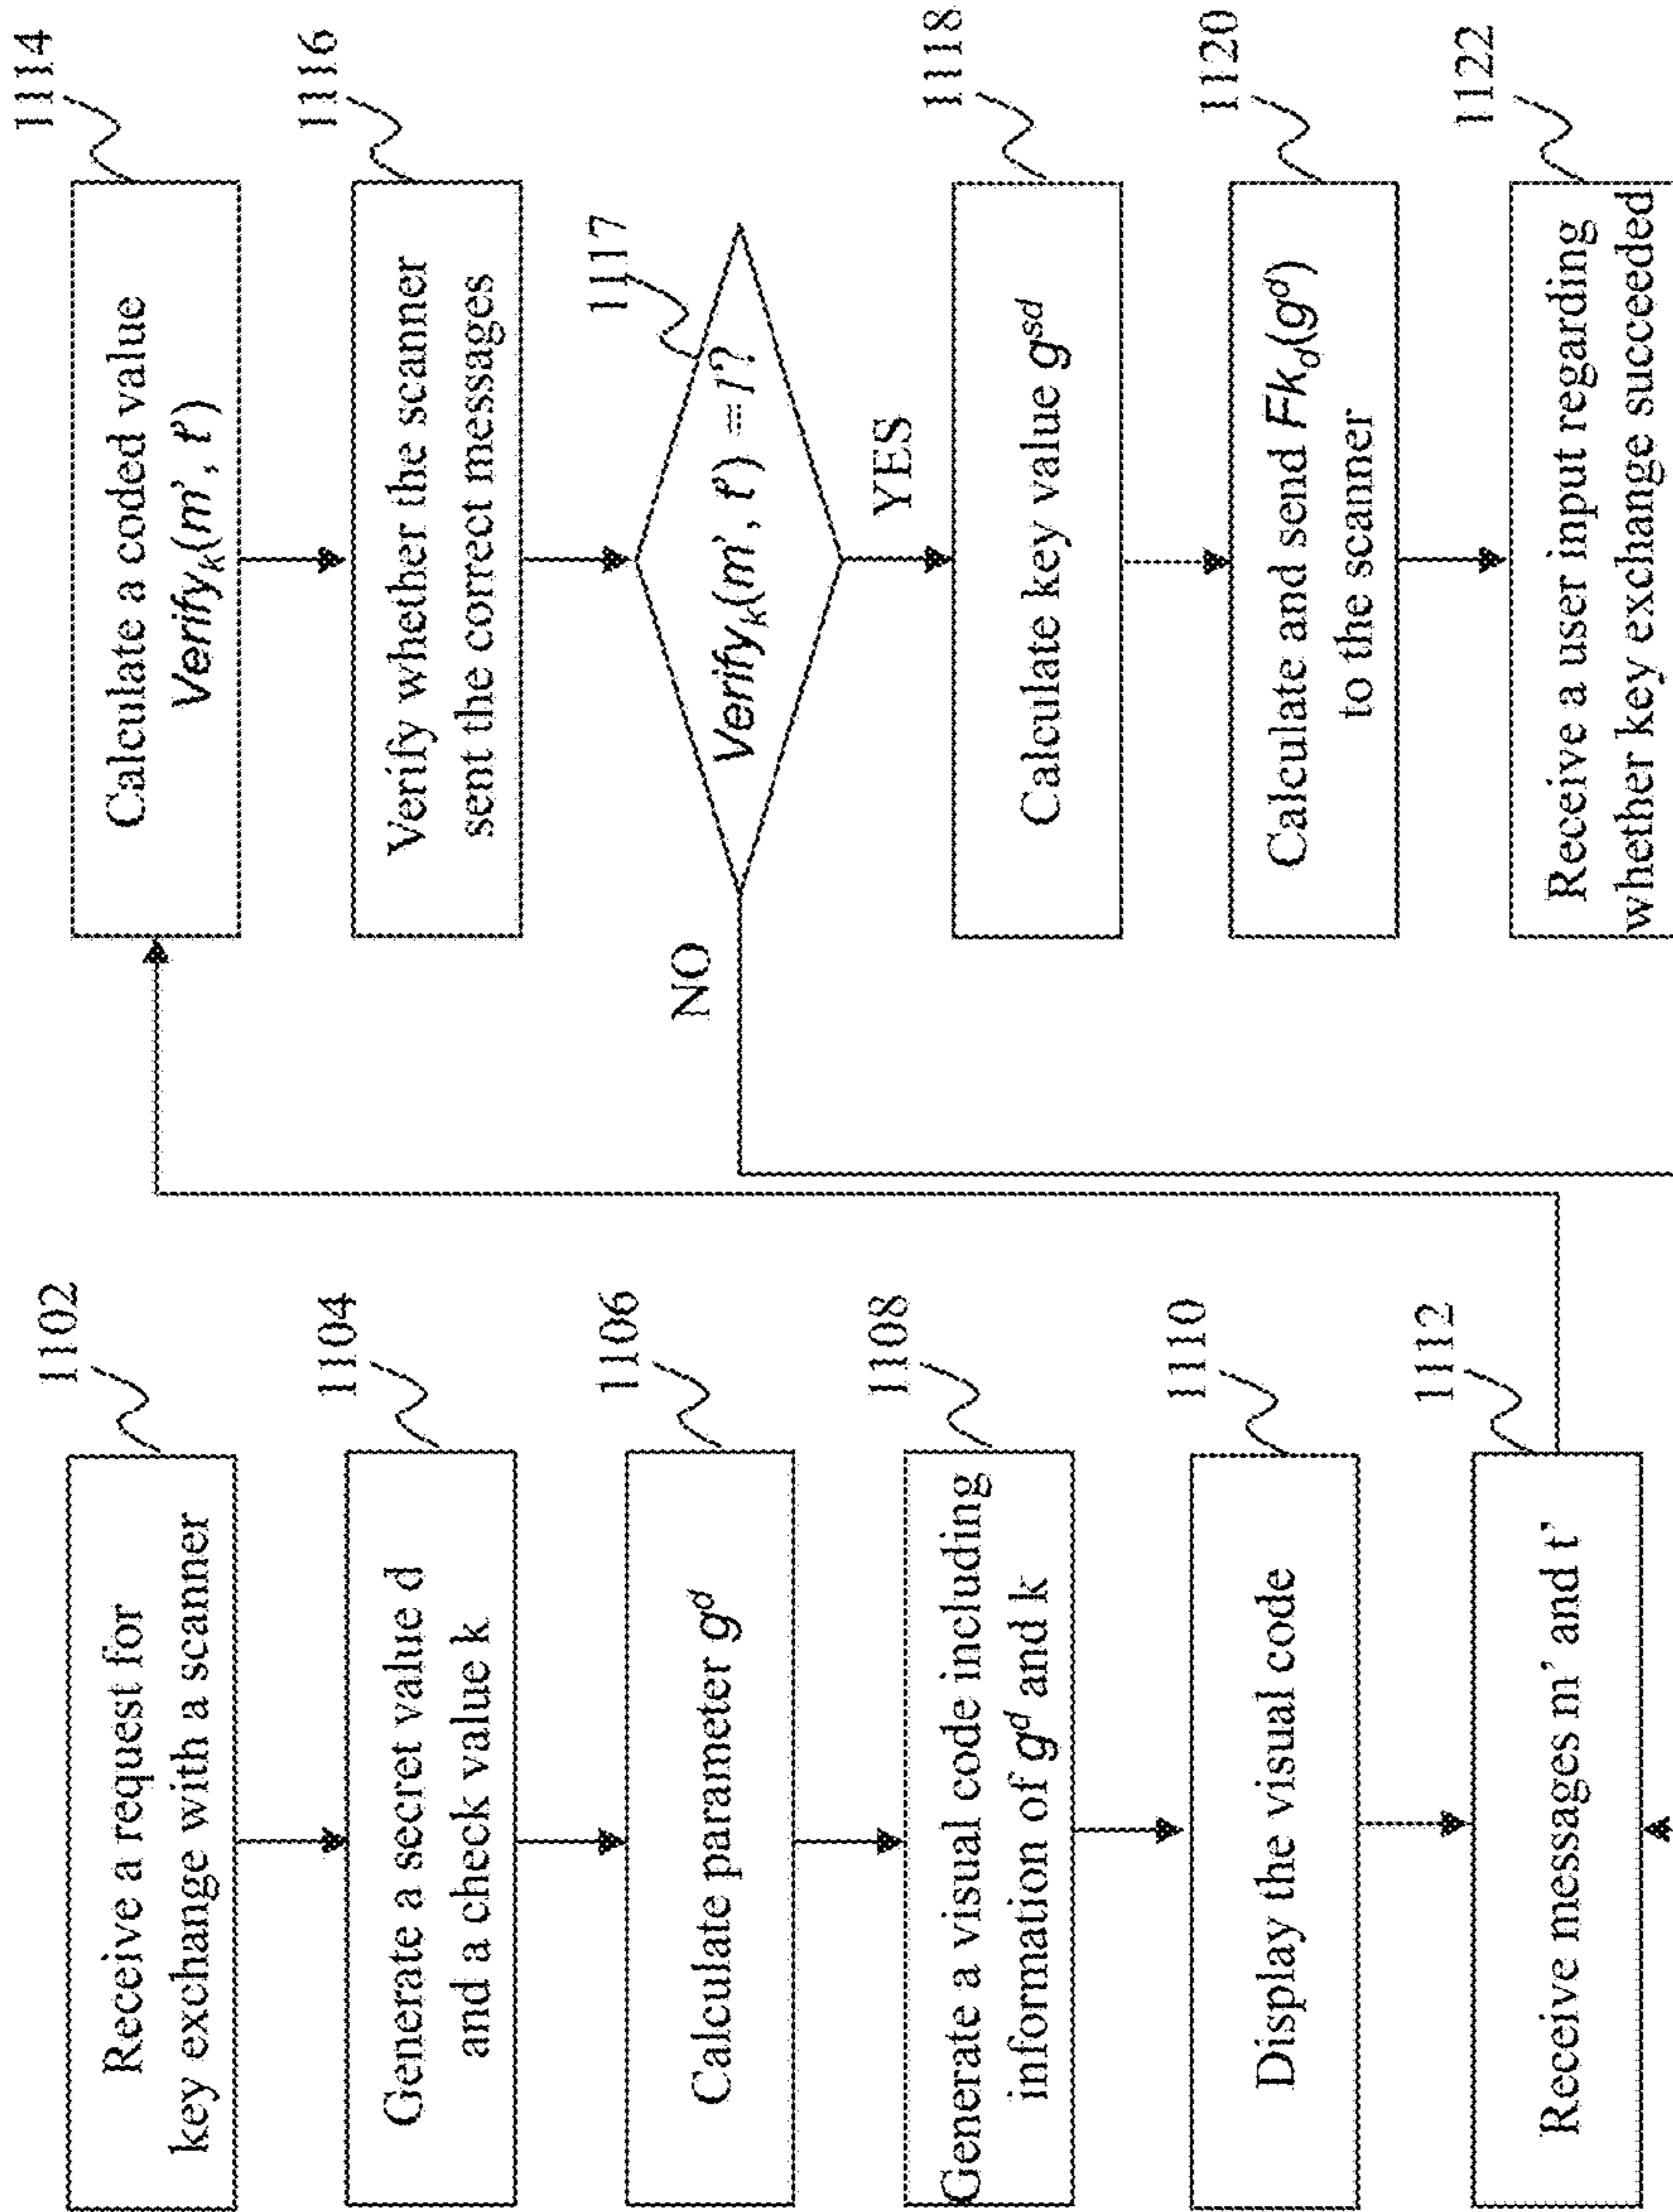 1102
Receive a request for
key exchange with a scanner
1104
Generate a secret value d
and a check value k
1106
Calculate parameter g^d
1108
Generate a visual code including
information of g^d and k
1110
Display the visual code
1112
Receive messages m' and t'
1114
Calculate a coded value
Verify_k(m', t')
1116
Verify whether the scanner
sent the correct messages
1117
Verify_k(m', t') = 1?
NO
YES
1118
Calculate key value g^sd
1120
Calculate and send Fk_d(g^d)
to the scanner
1122
Receive a user input regarding
whether key exchange succeeded